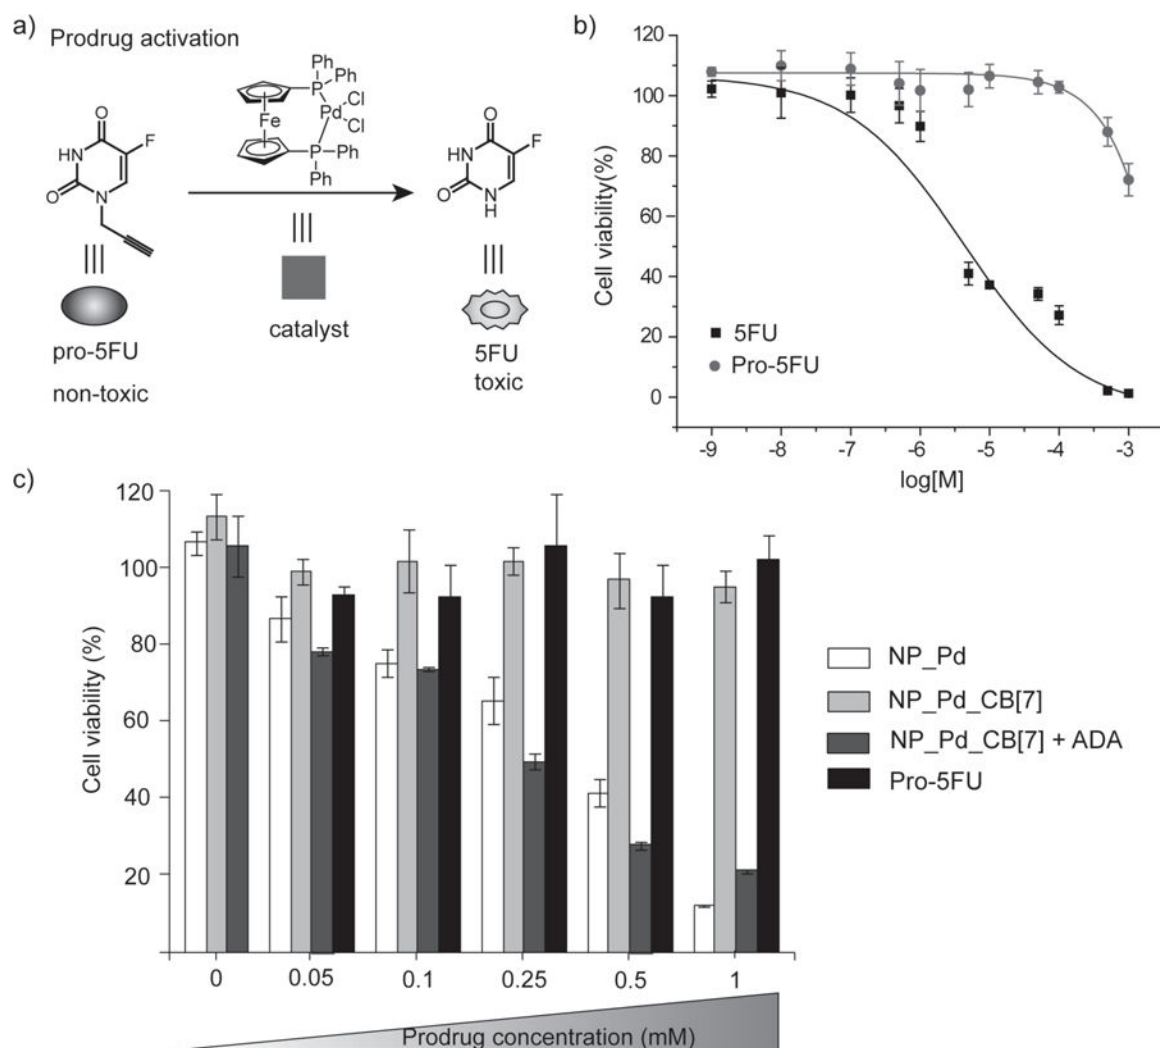 a) Prodrug activation
O
F
HN
O
N
Fe
Ph
Ph
P
Cl
Pd
Cl
P
Ph
Ph
O
F
HN
O
N
H
pro-5FU
non-toxic
catalyst
5FU
toxic
b)
120
100
80
60
40
20
0
Cell viability(%)
5FU
Pro-5FU
-9 -8 -7 -6 -5 -4 -3
log[M]
c)
120
100
80
60
40
20
Cell viability (%)
0 0.05 0.1 0.25 0.5 1
Prodrug concentration (mM)
NP_Pd
NP_Pd_CB[7]
NP_Pd_CB[7] + ADA
Pro-5FU